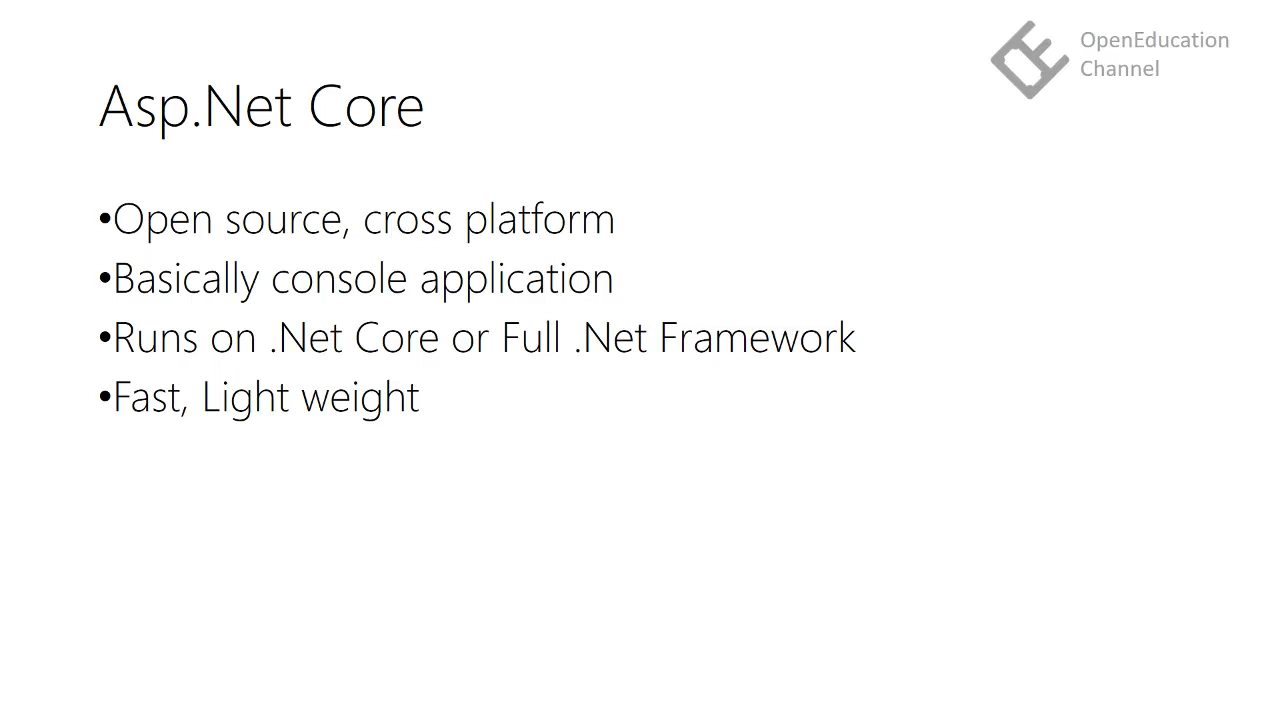 OpenEducation
Channel
Asp.Net Core
•Open source, cross platform
•Basically console application
•Runs on .Net Core or Full .Net Framework
•Fast, Light weight